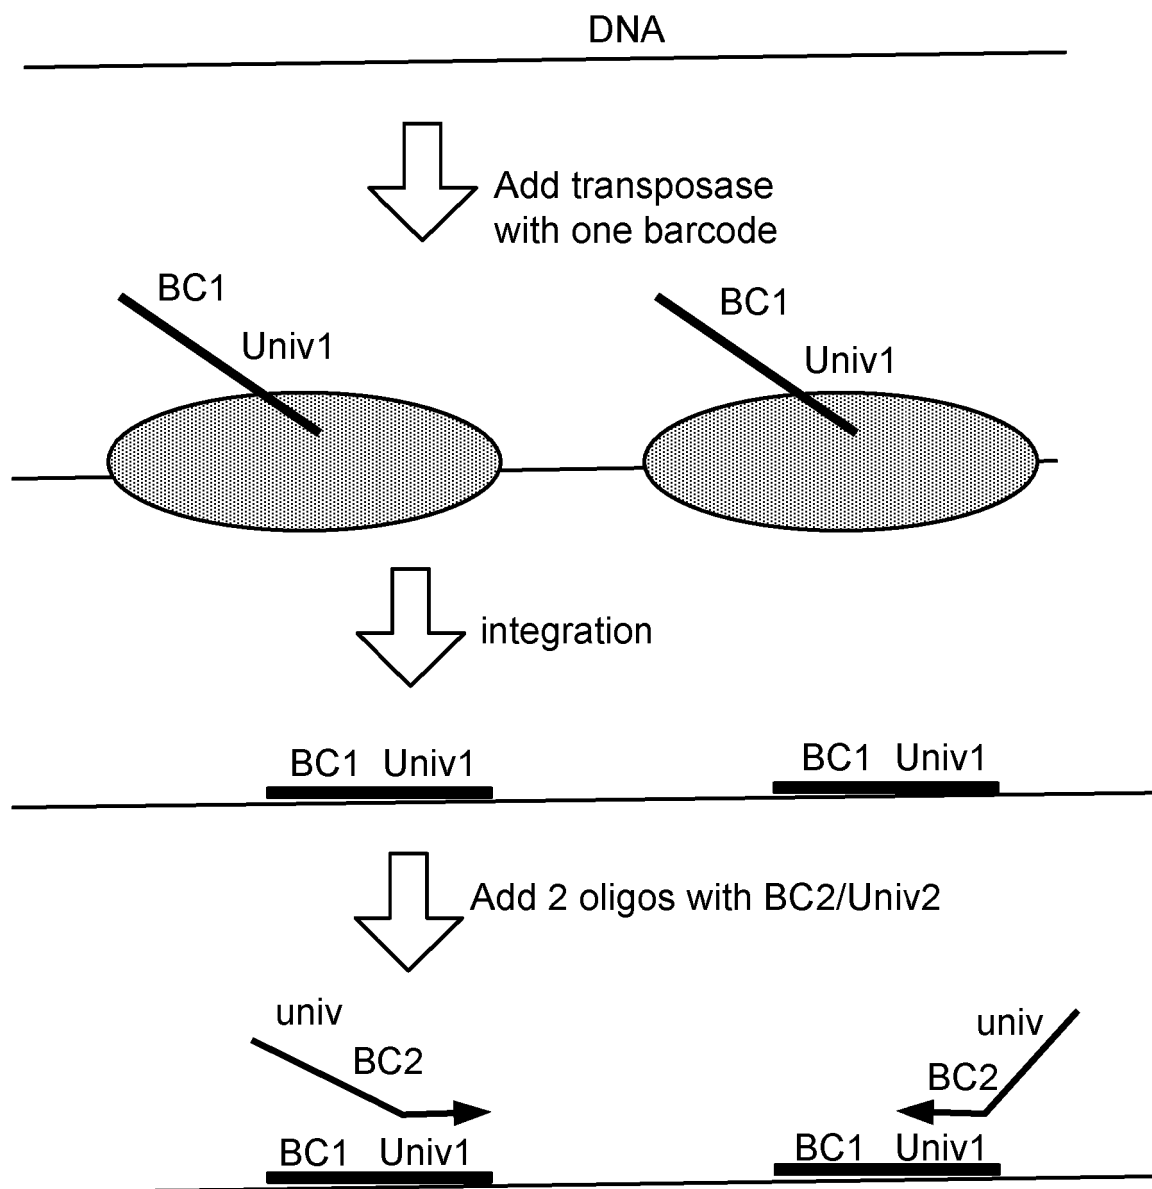 DNA
Add transposase
with one barcode
BC1
Univ1
BC1
Univ1
integration
BC1 Univ1
BC1 Univ1
Add 2 oligos with BC2/Univ2
univ
BC2
univ
BC2
BC1 Univ1
BC1 Univ1